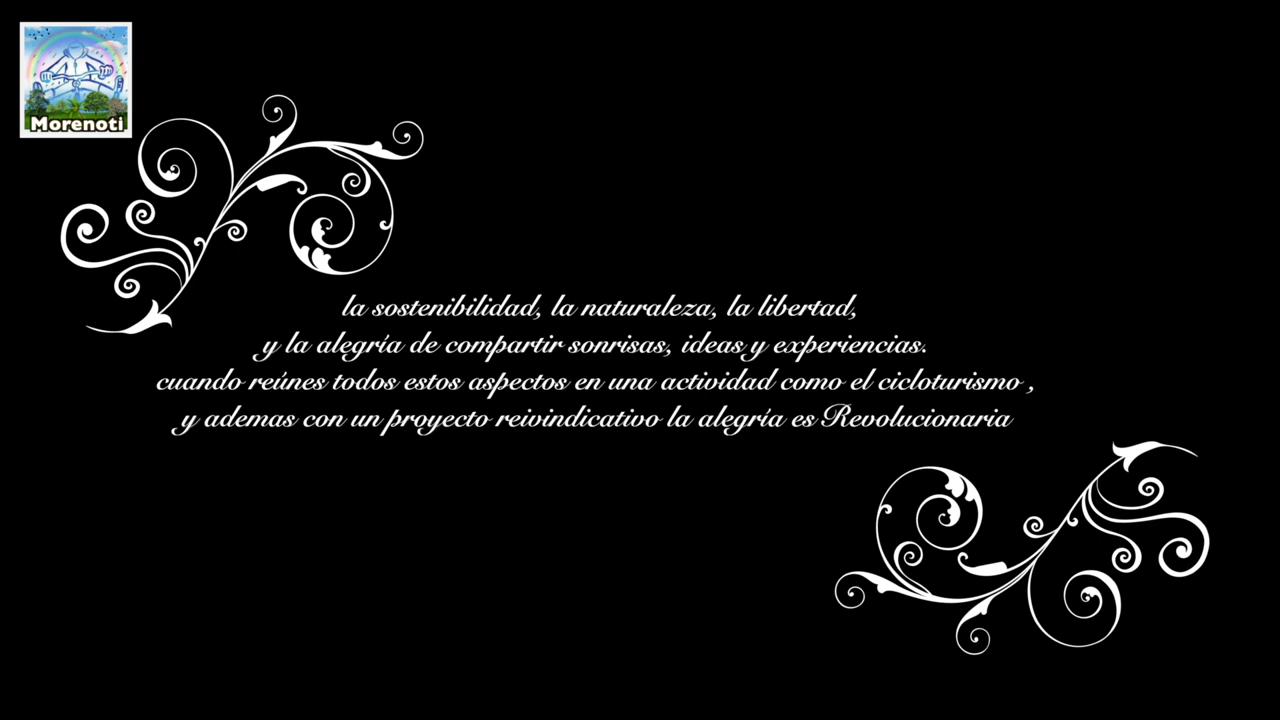 Morenoti
la sostenibilidad, la naturaleza, la libertad,
y la alegría de compartir sonrisas, ideas y experiencias.
cuando reúnes todos estos aspectos en una actividad como el cicloturismo ,
y ademas con un proyecto reivindicativo la alegría es Revolucionaria